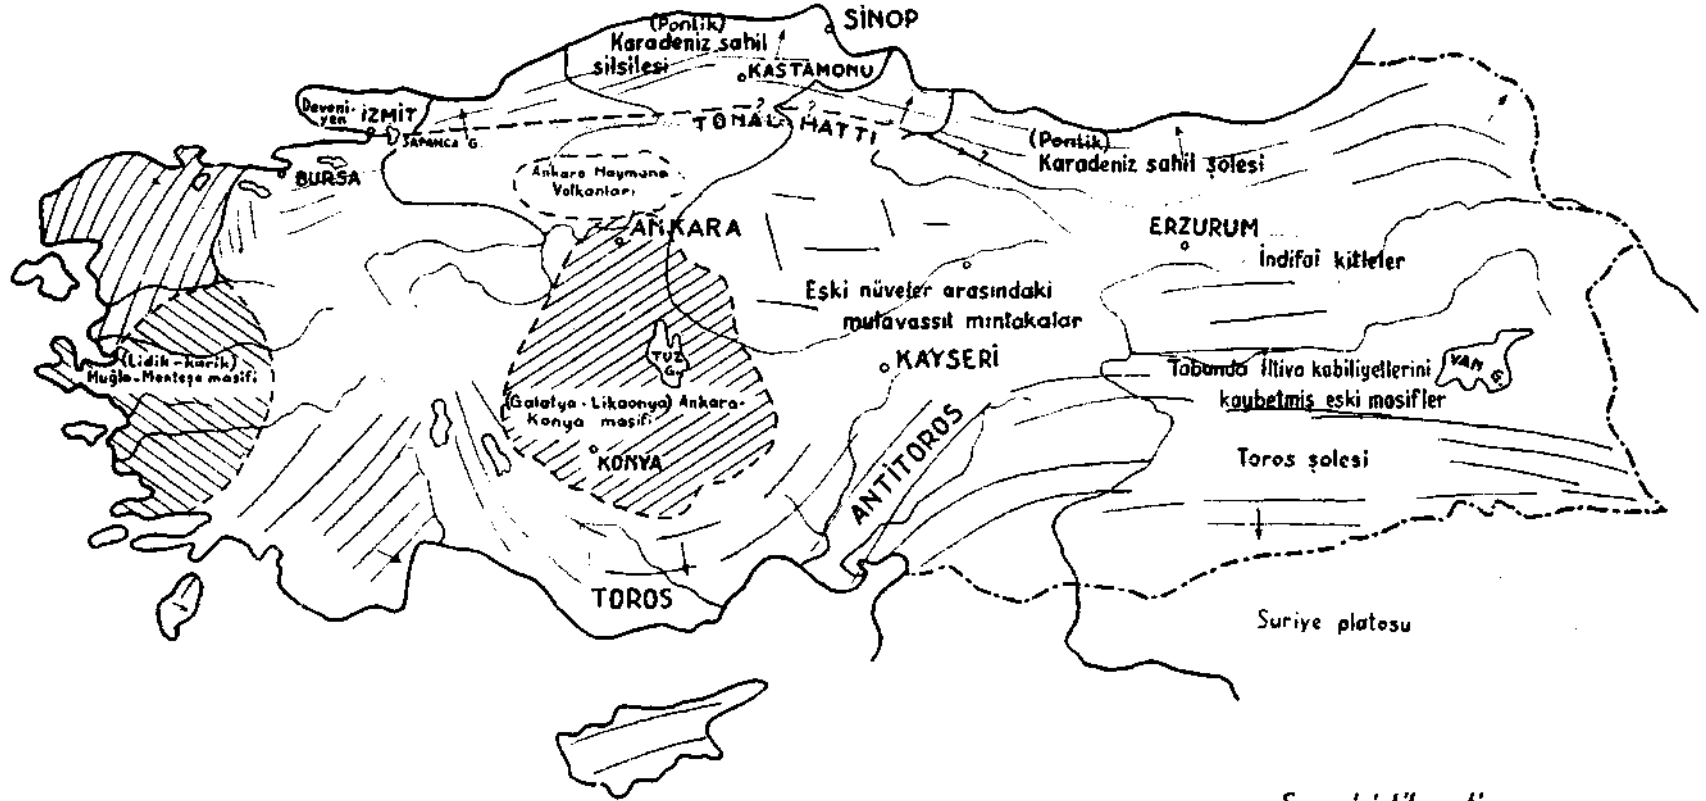 SİNOP
(Pontik)
Karadeniz sahil
silsilesi
KASTAMONU
Deveni-
yen
İZMİT
SAPANCA G.
? ?
TONAL HATTI
?
(Pontik)
Karadeniz sahil şolesi
BURSA
Ankara Haymana
Volkanları
ANKARA
ERZURUM
İndifai kitleler
Eski nüveler arasındaki
mutavassıt mıntakalar
TUZ
G.
KAYSERİ
(Lidik-karik)
Muğla-Menteşe masifi
VAN G.
Tabanda iltiva kabiliyetlerini
kaybetmiş eski masifler
(Galatya-Likaonya) Ankara-
Konya masifi
KONYA
ANTİTOROS
Toros şolesi
TOROS
Suriye platosu